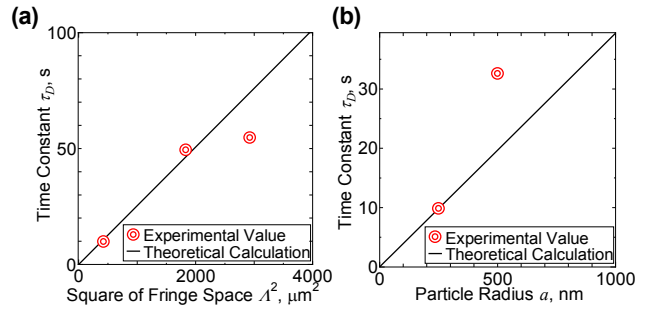 (a)
100
50
0
0
2000
4000
Time Constant τD, s
Square of Fringe Space Λ², μm²
Experimental Value
Theoretical Calculation
(b)
30
20
10
0
0
500
1000
Time Constant τD, s
Particle Radius a, nm
Experimental Value
Theoretical Calculation